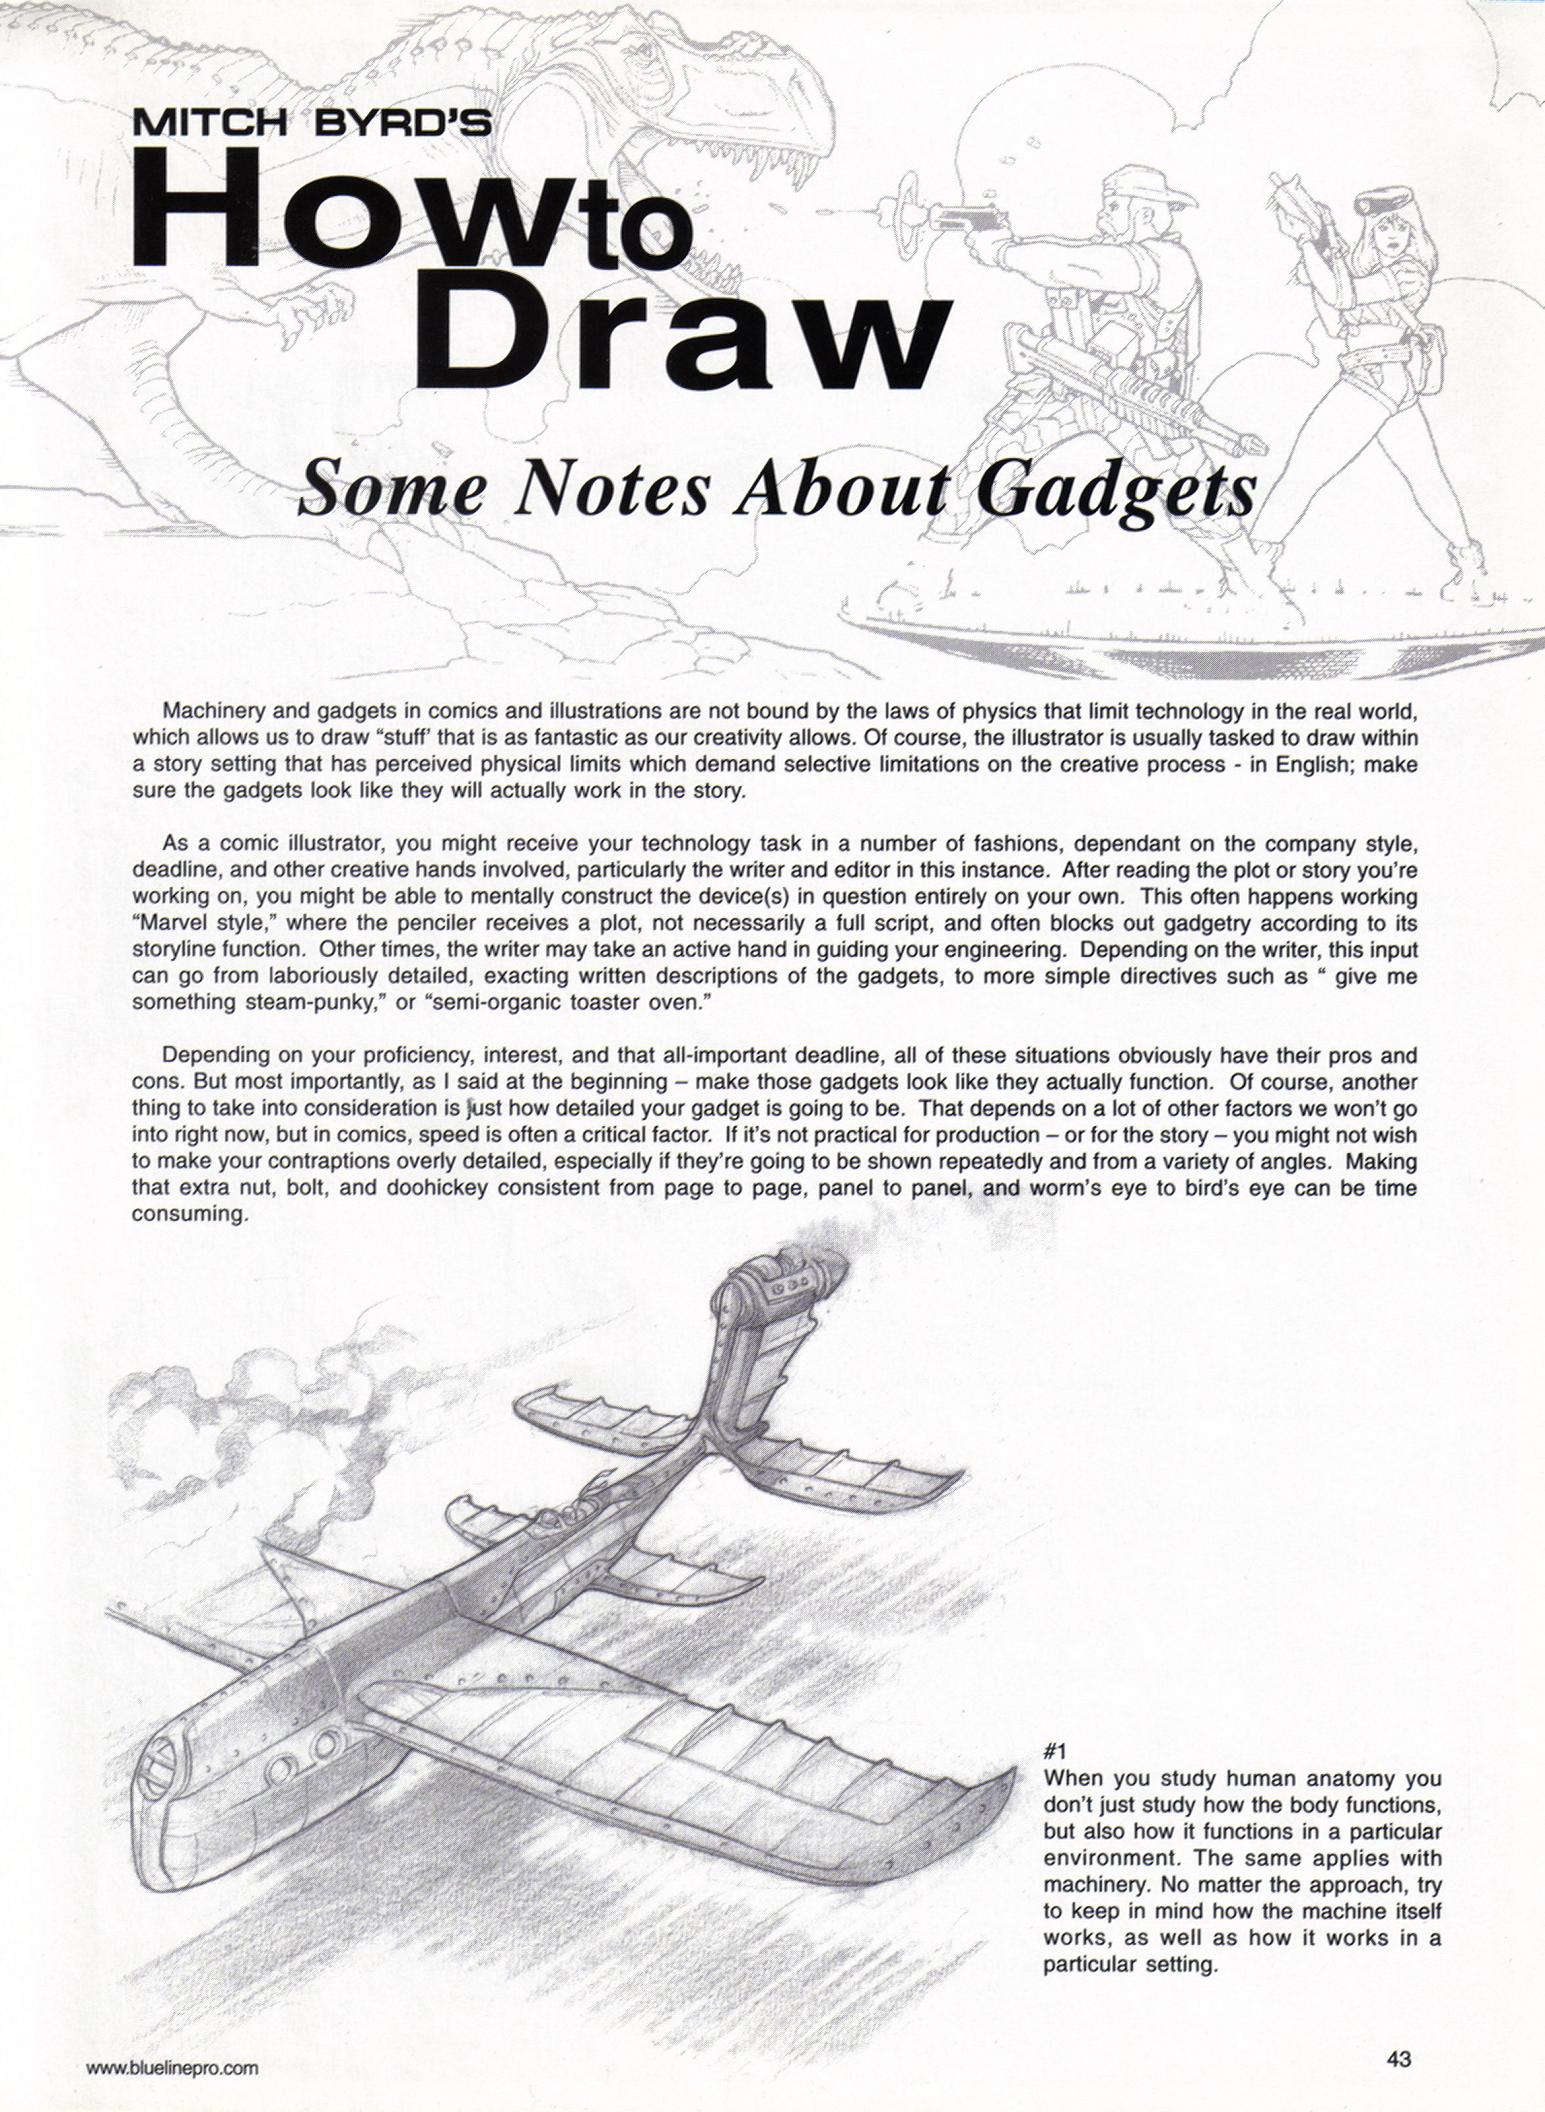 MITCH BYRD'S
How to
Draw
Some Notes About Gadgets
Machinery and gadgets in comics and illustrations are not bound by the laws of physics that limit technology in the real world,
which allows us to draw “stuff’ that is as fantastic as our creativity allows. Of course, the illustrator is usually tasked to draw within
a story setting that has perceived physical limits which demand selective limitations on the creative process - in English; make
sure the gadgets look like they will actually work in the story.
As a comic illustrator, you might receive your technology task in a number of fashions, dependant on the company style,
deadline, and other creative hands involved, particularly the writer and editor in this instance. After reading the plot or story you're
working on, you might be able to mentally construct the device(s) in question entirely on your own. This often happens working
“Marvel style,” where the penciler receives a plot, not necessarily a full script, and often blocks out gadgetry according to its
storyline function. Other times, the writer may take an active hand in guiding your engineering. Depending on the writer, this input
can go from laboriously detailed, exacting written descriptions of the gadgets, to more simple directives such as “ give me
something steam-punky,” or “semi-organic toaster oven.”
Depending on your proficiency, interest, and that all-important deadline, all of these situations obviously have their pros and
cons. But most importantly, as I said at the beginning – make those gadgets look like they actually function. Of course, another
thing to take into consideration is just how detailed your gadget is going to be. That depends on a lot of other factors we won't go
into right now, but in comics, speed is often a critical factor. If it's not practical for production – or for the story – you might not wish
to make your contraptions overly detailed, especially if they're going to be shown repeatedly and from a variety of angles. Making
that extra nut, bolt, and doohickey consistent from page to page, panel to panel, and worm's eye to bird's eye can be time
consuming.
#1
When you study human anatomy you
don't just study how the body functions,
but also how it functions in a particular
environment. The same applies with
machinery. No matter the approach, try
to keep in mind how the machine itself
works, as well as how it works in a
particular setting.
www.bluelinepro.com
43